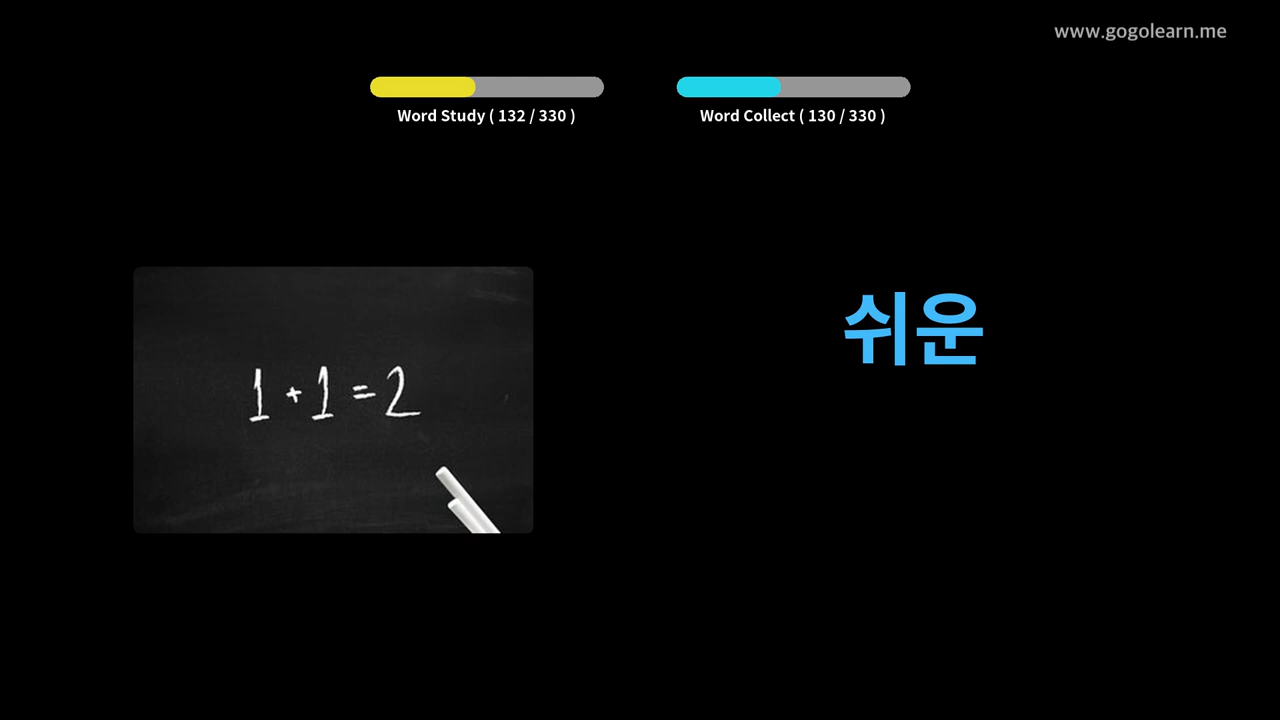 www.gogolearn.me
Word Study ( 132 / 330 )
Word Collect ( 130 / 330 )
1 + 1 = 2
쉬운